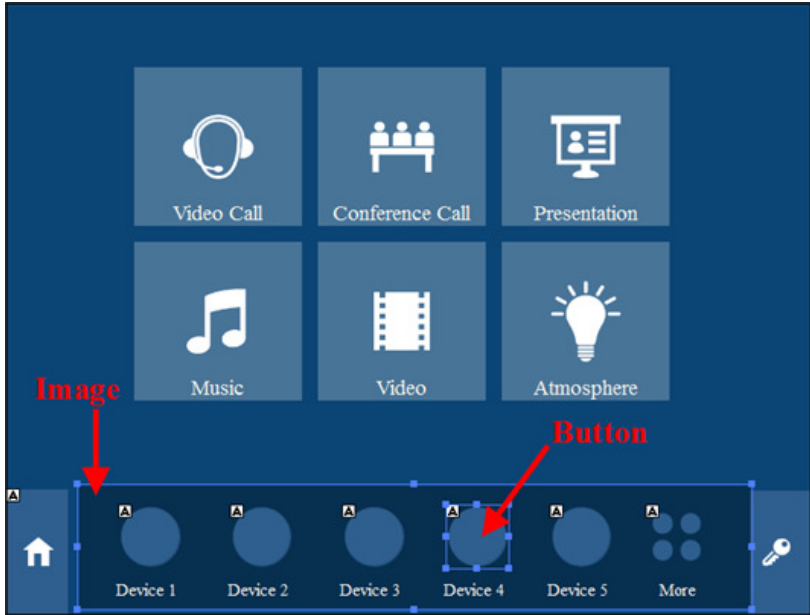 Video Call
Conference Call
Presentation
Music
Video
Atmosphere
Image
Button
A
A
A
A
A
A
A
Device 1
Device 2
Device 3
Device 4
Device 5
More